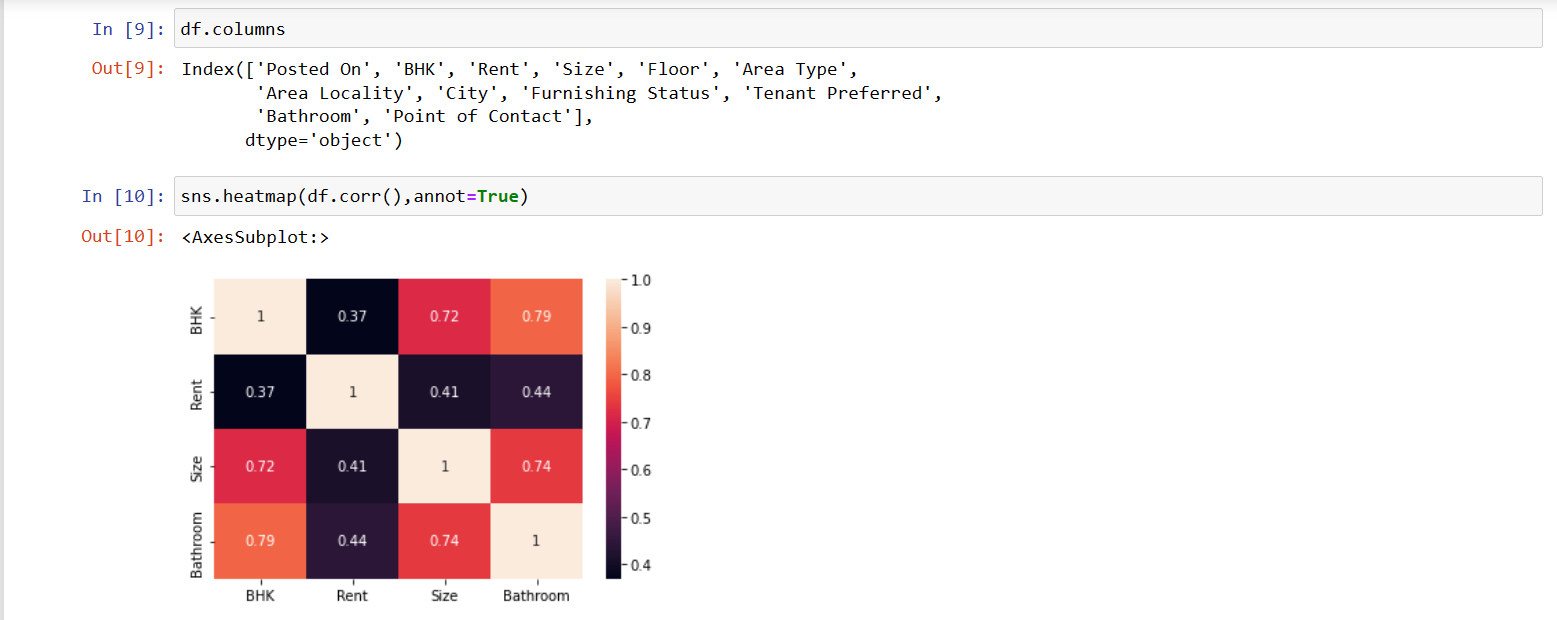 In [9]: df.columns
Out[9]: Index(['Posted On', 'BHK', 'Rent', 'Size', 'Floor', 'Area Type',
'Area Locality', 'City', 'Furnishing Status', 'Tenant Preferred',
'Bathroom', 'Point of Contact'],
dtype='object')
In [10]: sns.heatmap(df.corr(),annot=True)
Out[10]: <AxesSubplot:>
1.0
BHK 1 0.37 0.72 0.79
0.9
0.8
Rent 0.37 1 0.41 0.44
0.7
Size 0.72 0.41 1 0.74
0.6
0.5
Bathroom 0.79 0.44 0.74 1
0.4
BHK Rent Size Bathroom